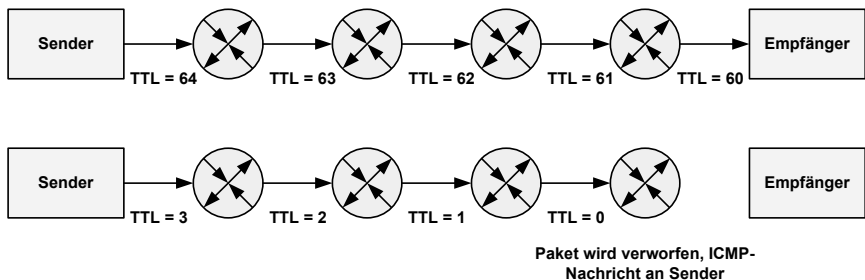 Sender
Empfänger
TTL = 64
TTL = 63
TTL = 62
TTL = 61
TTL = 60
Sender
Empfänger
TTL = 3
TTL = 2
TTL = 1
TTL = 0
Paket wird verworfen, ICMP-
Nachricht an Sender